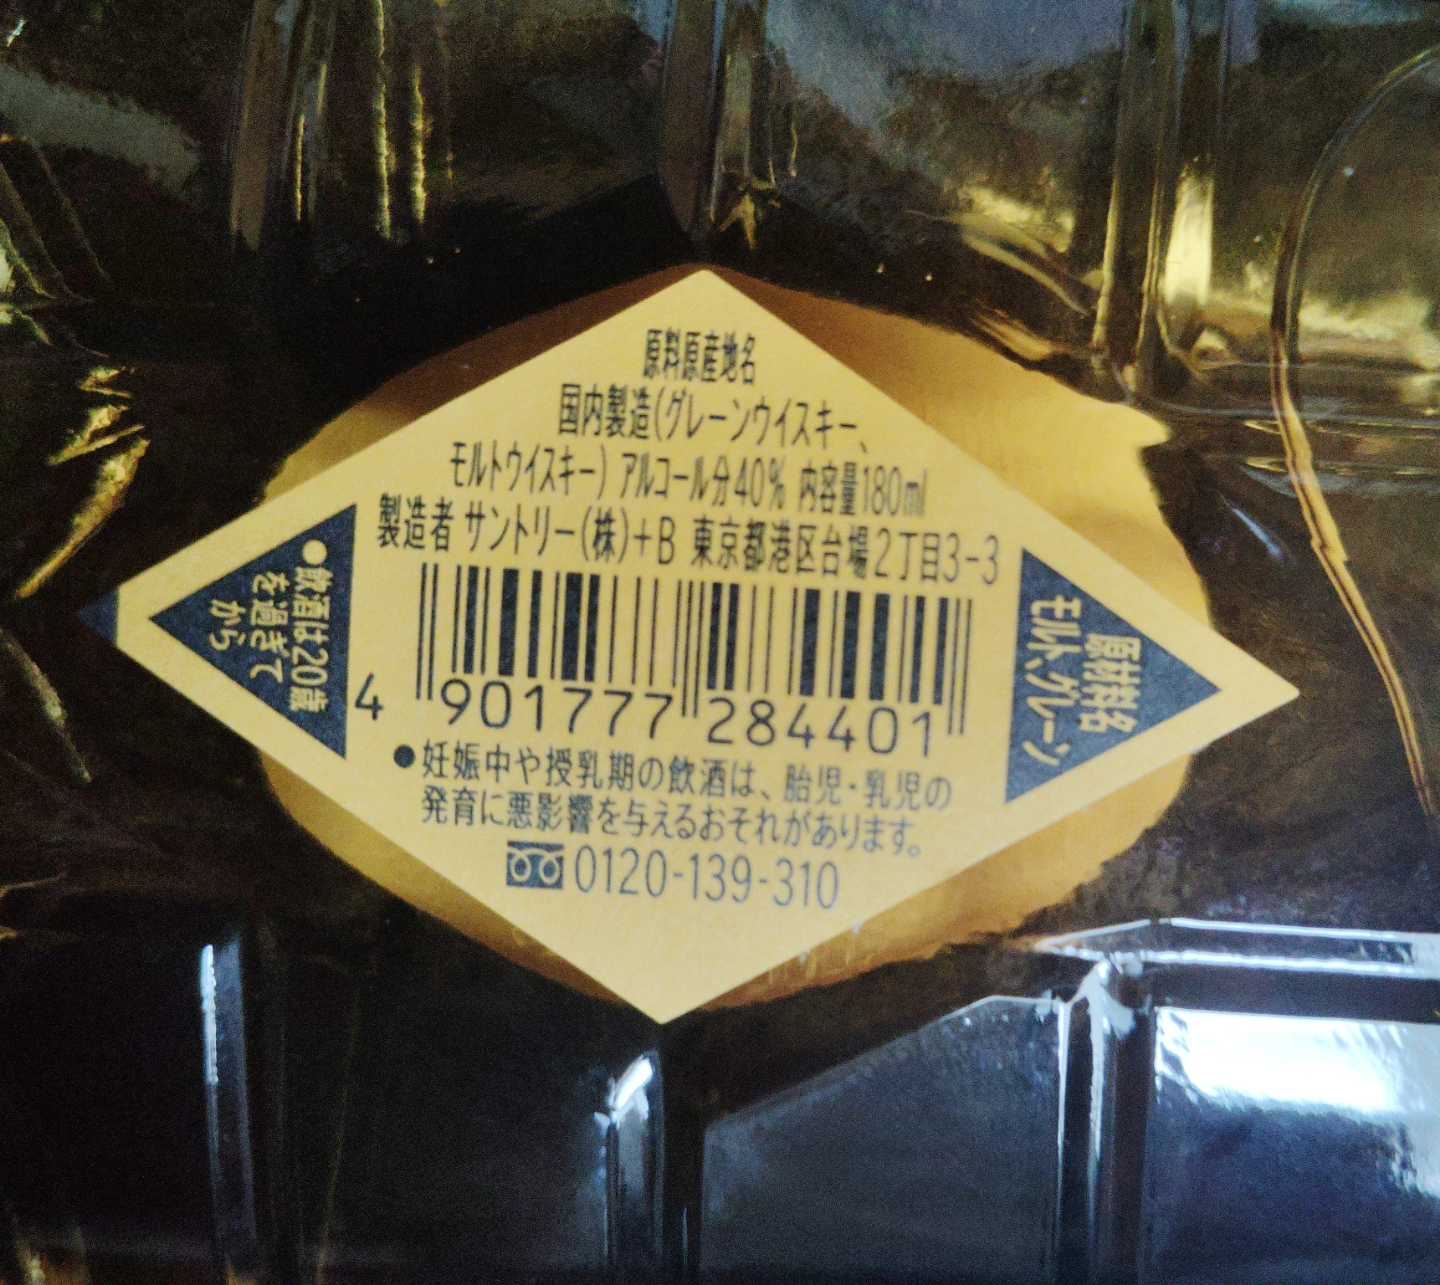 原料原産地名
国内製造(グレーンウイスキー、
モルトウイスキー) アルコール分40% 内容量180ml
製造者 サントリー(株)+B 東京都港区台場2丁目3-3
●飲酒は20歳
を過ぎて
から
原材料名
モルト、グレーン
4 901777 284401
●妊娠中や授乳期の飲酒は、胎児・乳児の
発育に悪影響を与えるおそれがあります。
0120-139-310